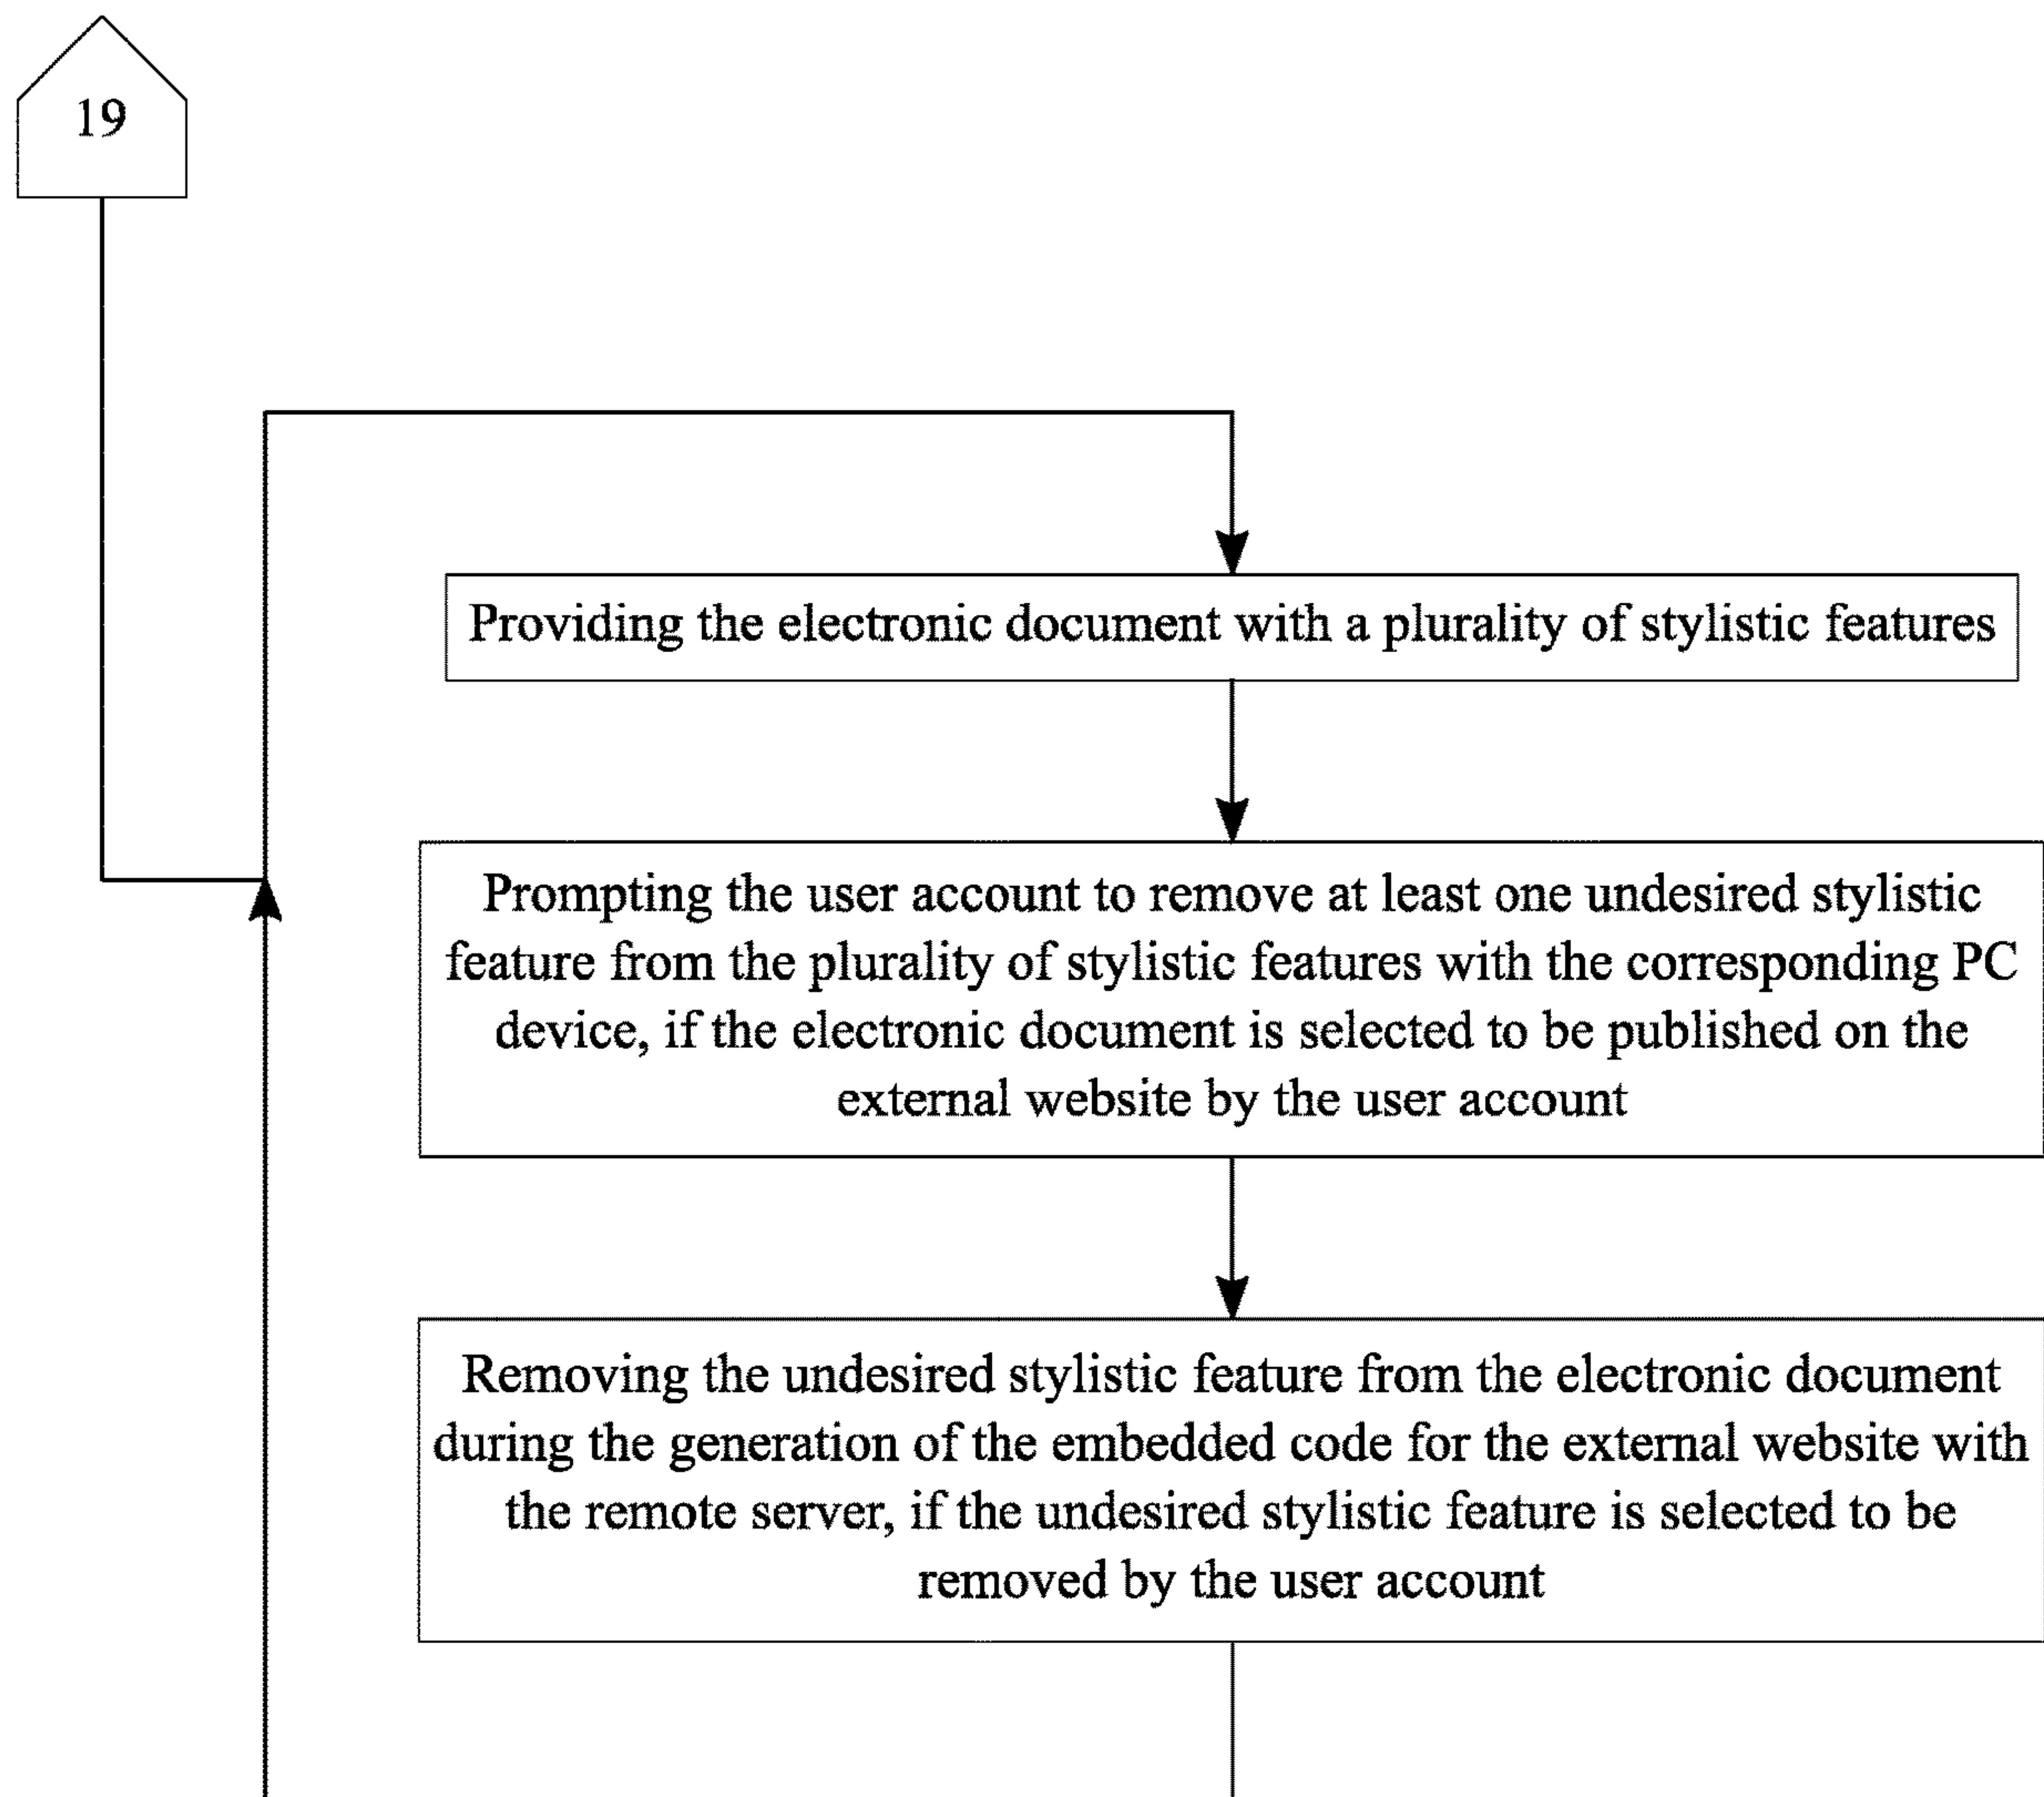 19
Providing the electronic document with a plurality of stylistic features
Prompting the user account to remove at least one undesired stylistic
feature from the plurality of stylistic features with the corresponding PC
device, if the electronic document is selected to be published on the
external website by the user account
Removing the undesired stylistic feature from the electronic document
during the generation of the embedded code for the external website with
the remote server, if the undesired stylistic feature is selected to be
removed by the user account